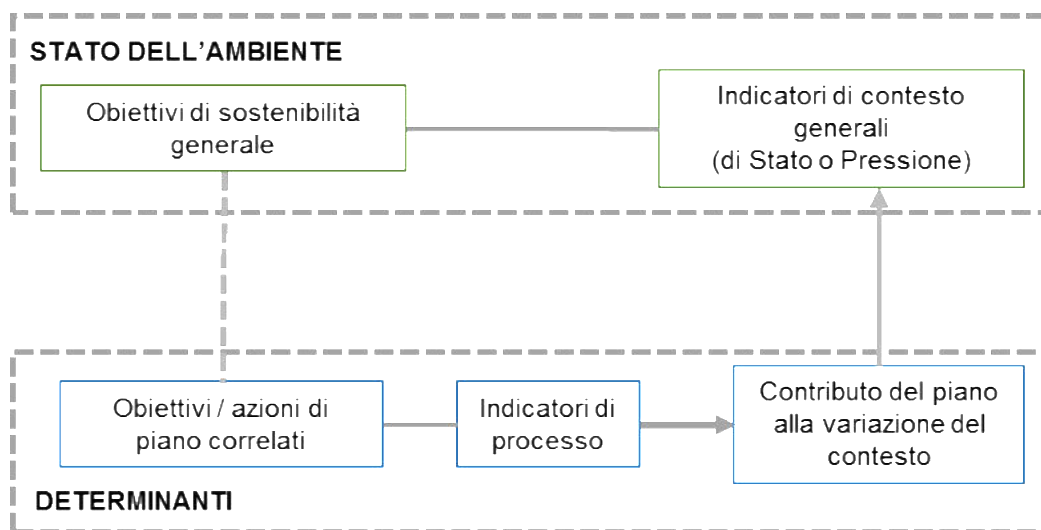 STATO DELL'AMBIENTE
Obiettivi di sostenibilità
generale
Indicatori di contesto
generali
(di Stato o Pressione)
Obiettivi / azioni di
piano correlati
Indicatori di
processo
Contributo del piano
alla variazione del
contesto
DETERMINANTI